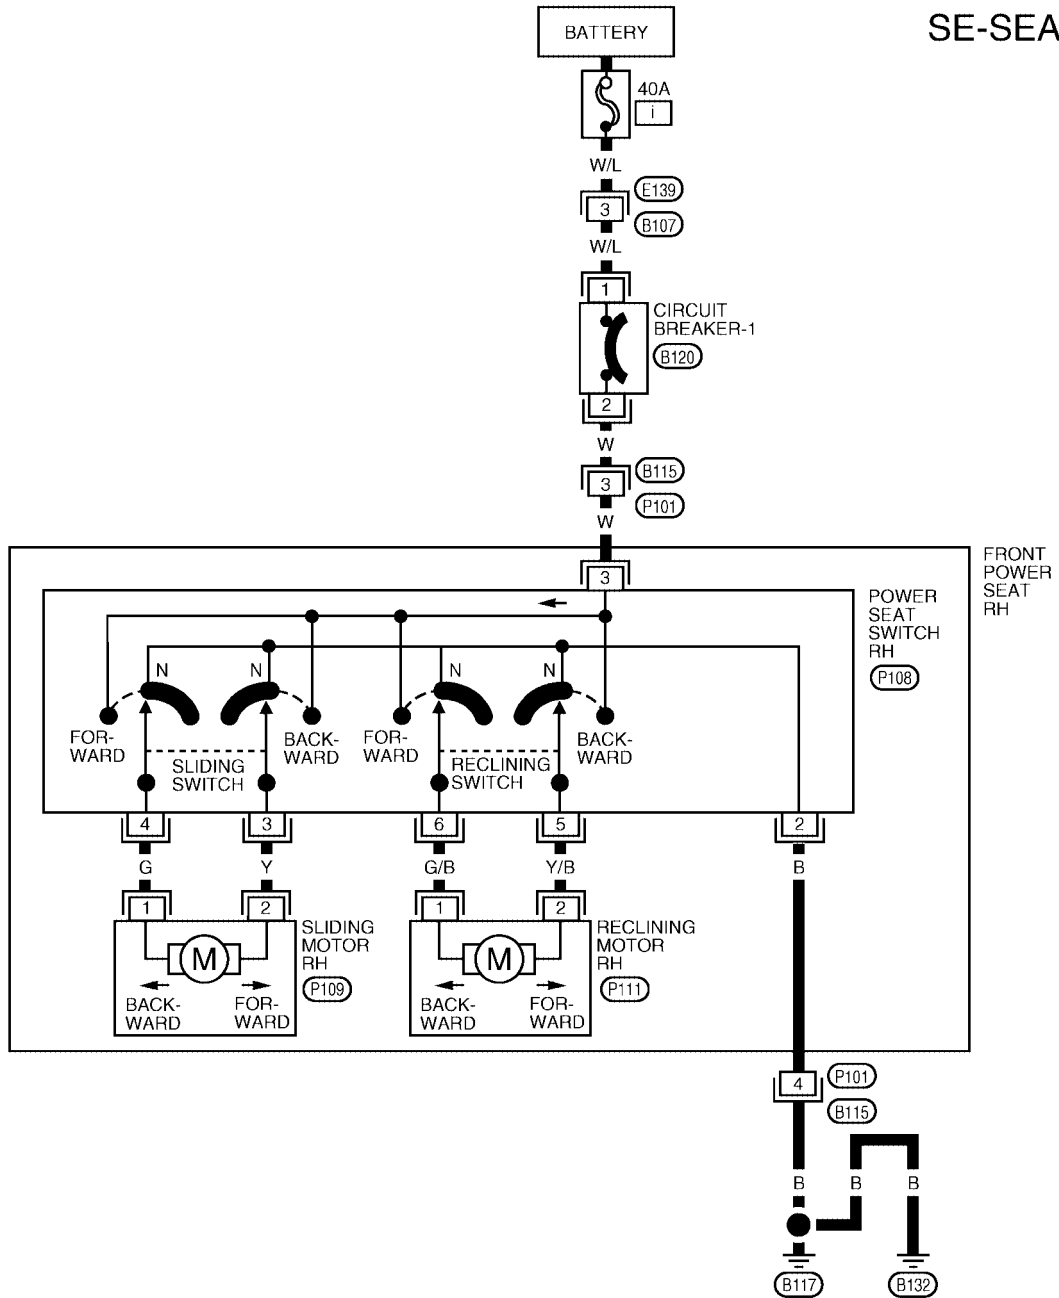 SE-SEA
BATTERY
40A
i
W/L
E139
3
B107
W/L
1
CIRCUIT
BREAKER-1
B120
2
W
B115
3
P101
W
FRONT
POWER
SEAT
RH
3
POWER
SEAT
SWITCH
RH
P108
N
N
N
N
FOR-
WARD
SLIDING
SWITCH
BACK-
WARD
FOR-
WARD
RECLINING
SWITCH
BACK-
WARD
4
3
6
5
2
G
Y
G/B
Y/B
B
1
2
1
2
SLIDING
MOTOR
RH
P109
RECLINING
MOTOR
RH
P111
M
M
BACK-
WARD
FOR-
WARD
BACK-
WARD
FOR-
WARD
4
P101
B115
B
B
B
B117
B132